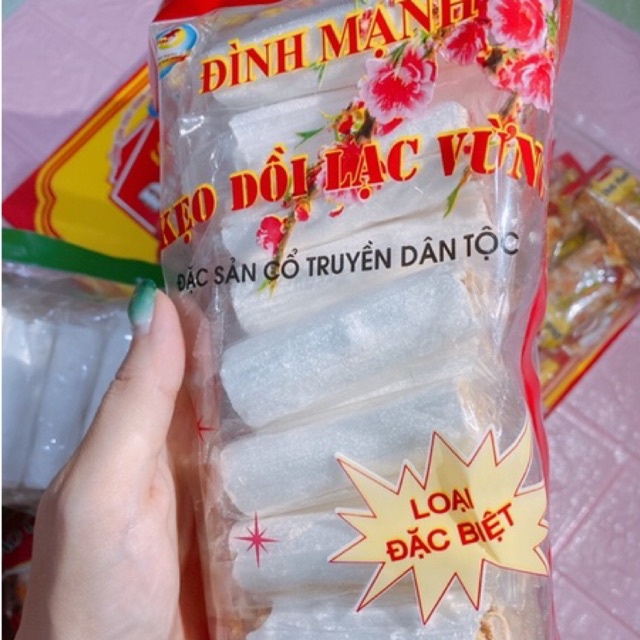 ĐÌNH MẠNH
KẸO DỒI LẠC VỪNG
ĐẶC SẢN CỔ TRUYỀN DÂN TỘC
LOẠI
ĐẶC BIỆT